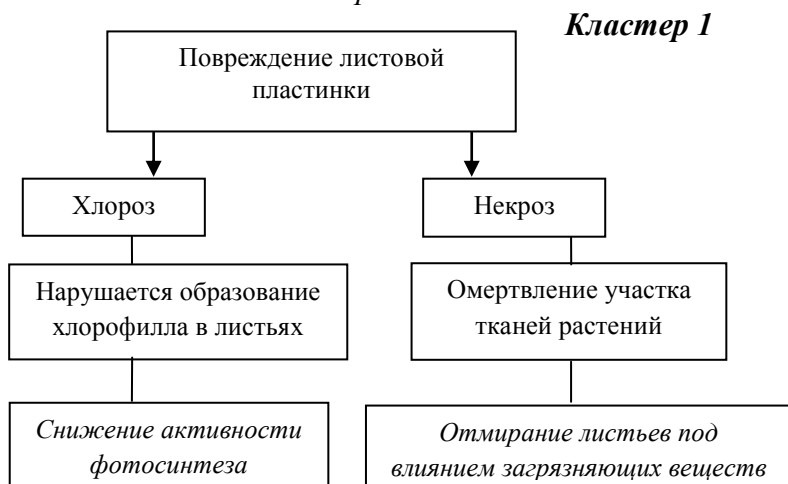 Кластер 1
Повреждение листовой
пластинки
Хлороз
Некроз
Нарушается образование
хлорофилла в листьях
Омертвление участка
тканей растений
Снижение активности
фотосинтеза
Отмирание листьев под
влиянием загрязняющих веществ